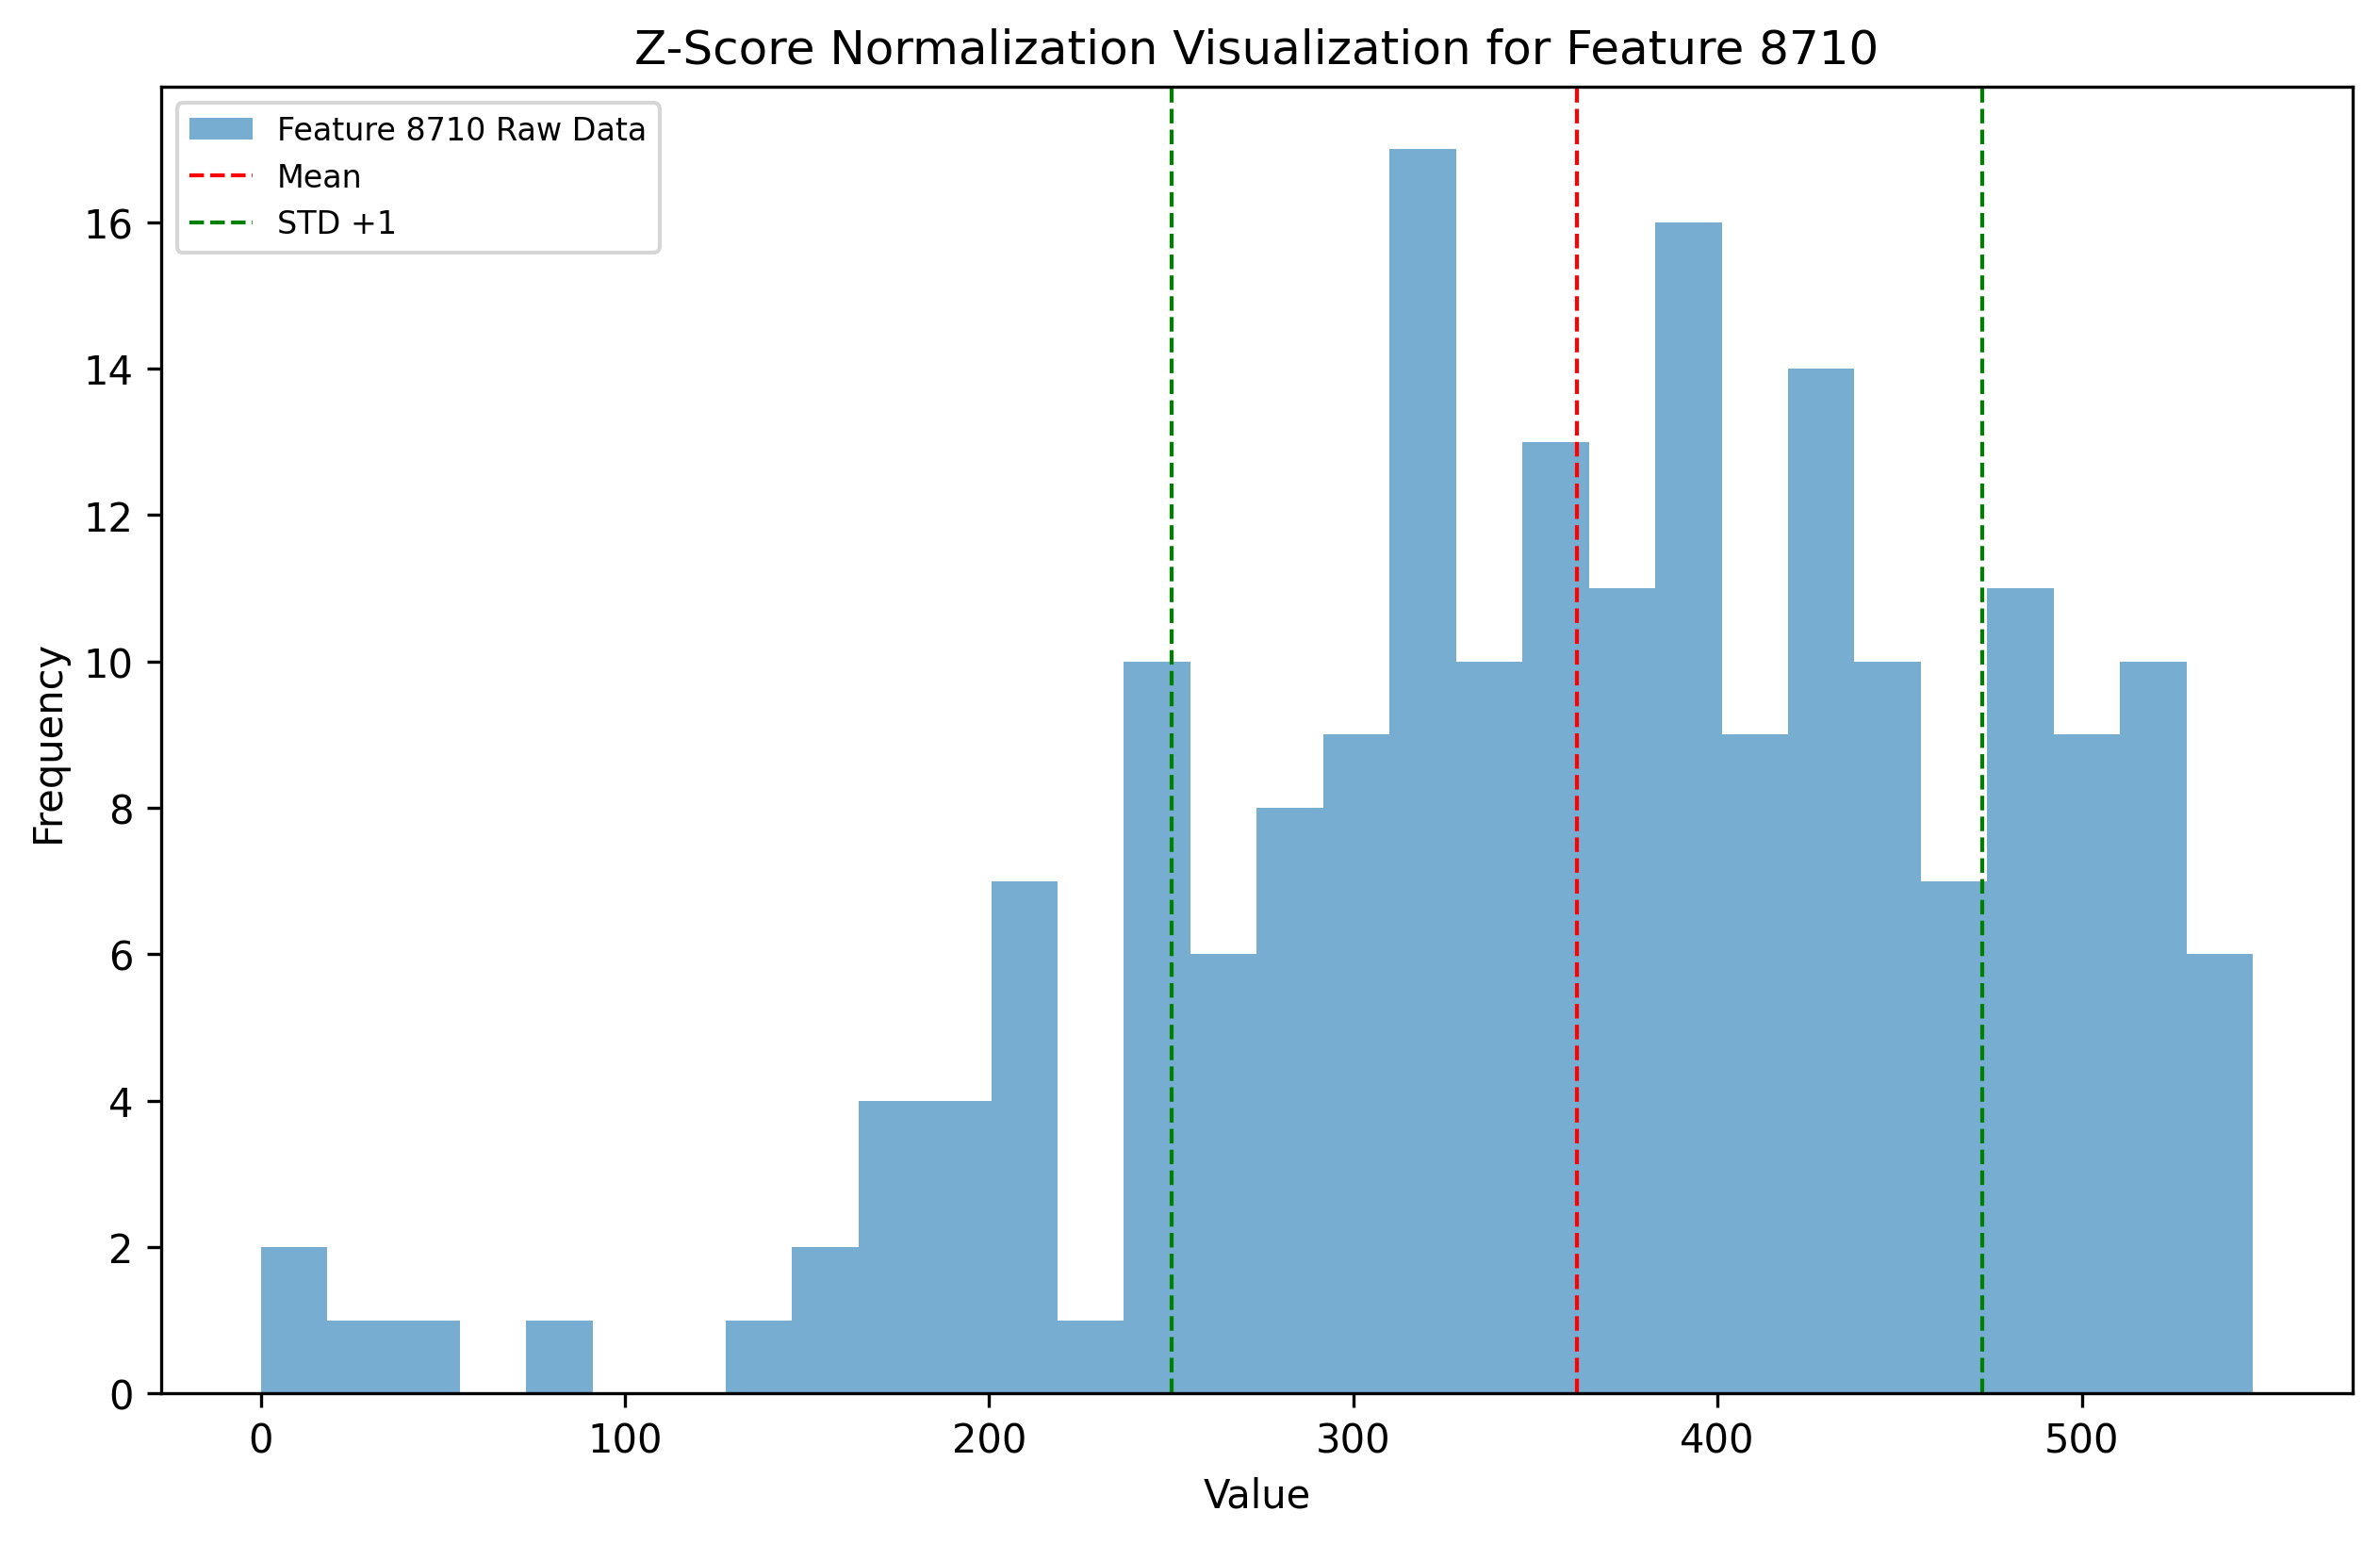 Z-Score Normalization Visualization for Feature 8710
Feature 8710 Raw Data
Mean
STD +1
16
14
12
10
8
6
4
2
0
Frequency
0 100 200 300 400 500
Value